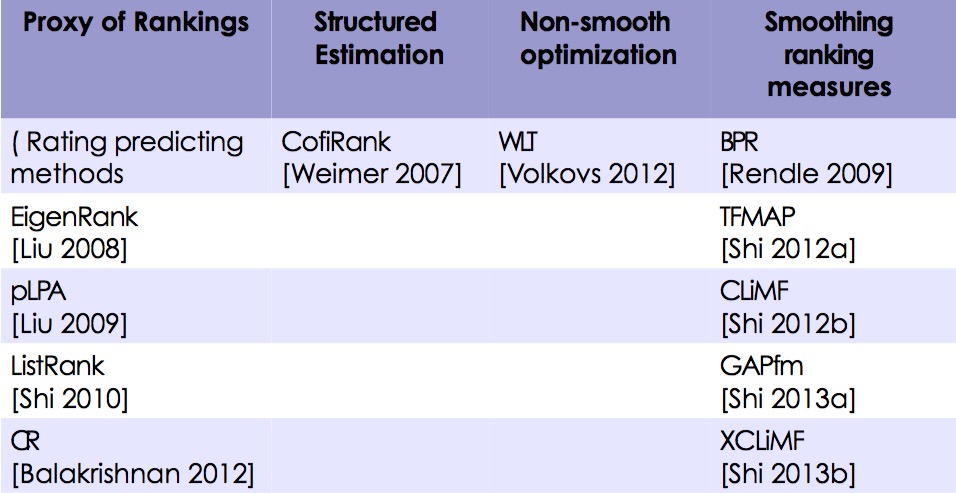 Proxy of Rankings
Structured
Estimation
Non-smooth
optimization
Smoothing
ranking
measures
( Rating predicting
methods
CofiRank
[Weimer 2007]
WLT
[Volkovs 2012]
BPR
[Rendle 2009]
EigenRank
[Liu 2008]
TFMAP
[Shi 2012a]
pLPA
[Liu 2009]
CLiMF
[Shi 2012b]
ListRank
[Shi 2010]
GAPfm
[Shi 2013a]
CR
[Balakrishnan 2012]
XCLiMF
[Shi 2013b]